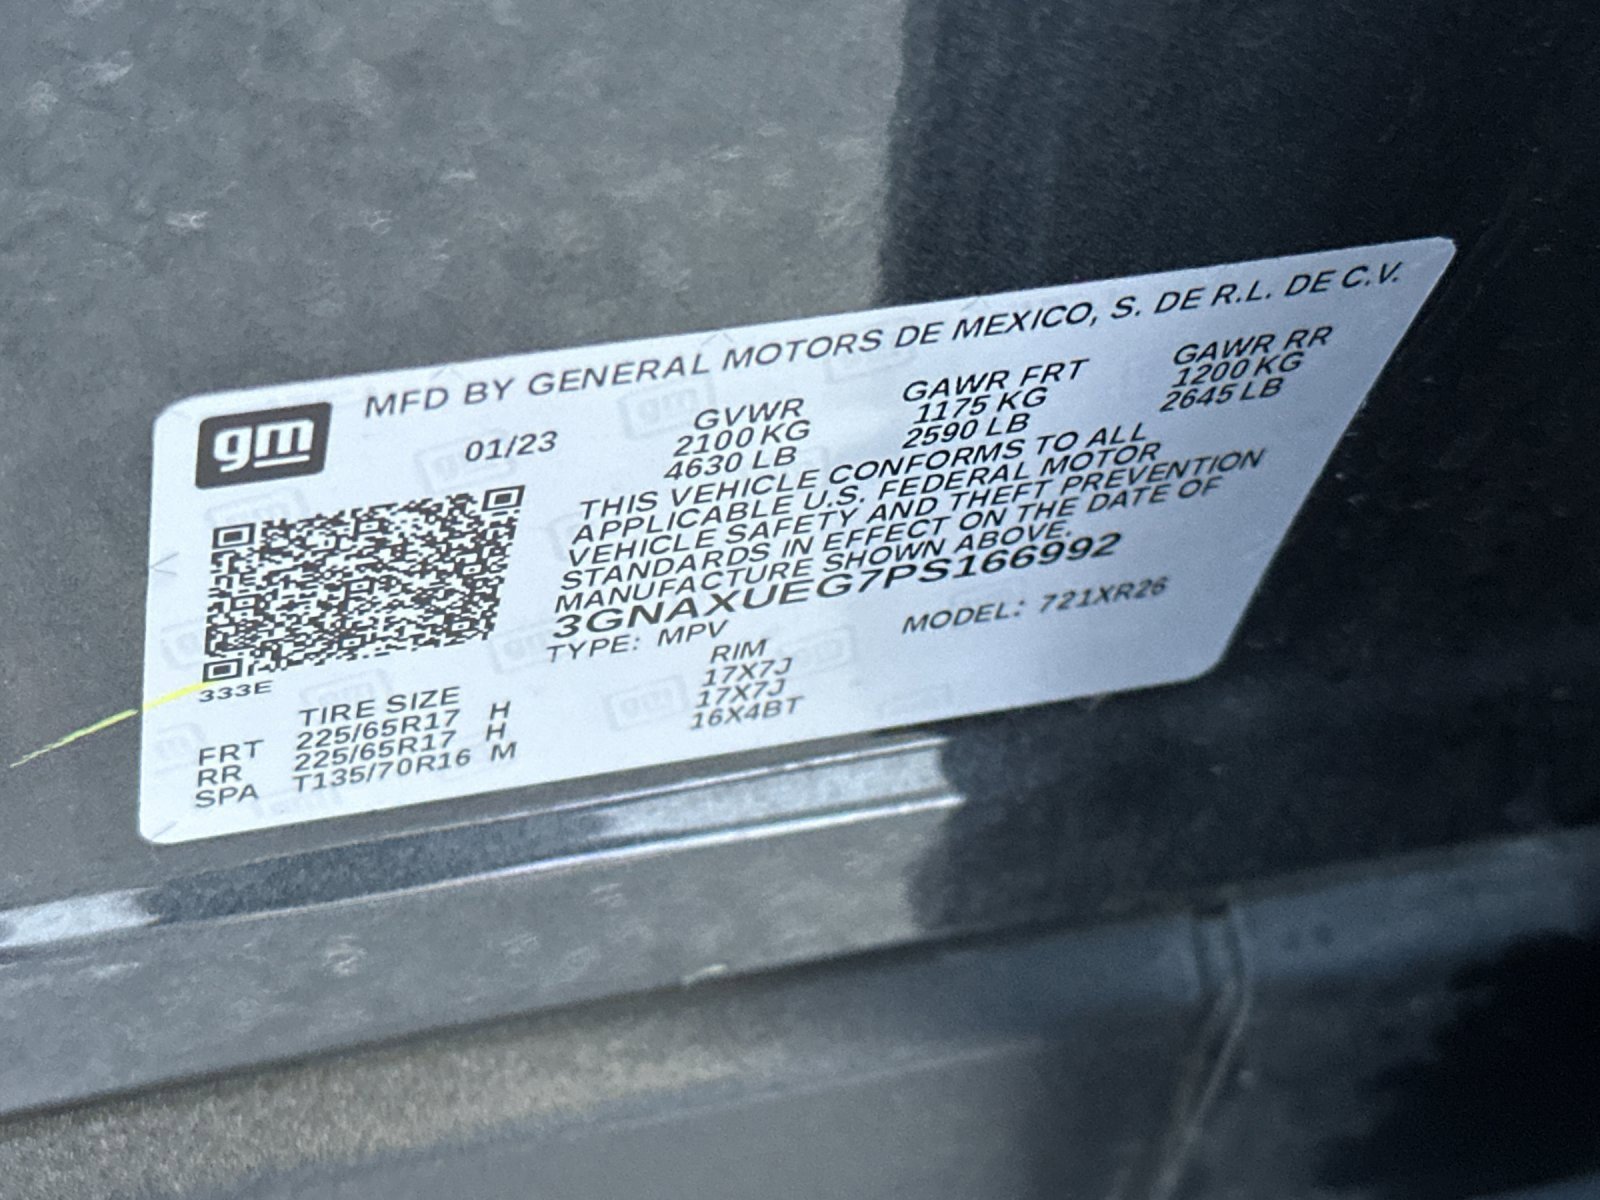 MFD BY GENERAL MOTORS DE MEXICO, S. DE R.L. DE C.V.
gm
01/23
GVWR GAWR FRT GAWR RR
2100 KG 1175 KG 1200 KG
4630 LB 2590 LB 2645 LB
THIS VEHICLE CONFORMS TO ALL
APPLICABLE U.S. FEDERAL MOTOR
VEHICLE SAFETY AND THEFT PREVENTION
STANDARDS IN EFFECT ON THE DATE OF
MANUFACTURE SHOWN ABOVE.
3GNAXUEG7PS166992
TYPE: MPV MODEL: 721XR26
333E
TIRE SIZE RIM
FRT 225/65R17 H 17X7J
RR 225/65R17 H 17X7J
SPA T135/70R16 M 16X4BT